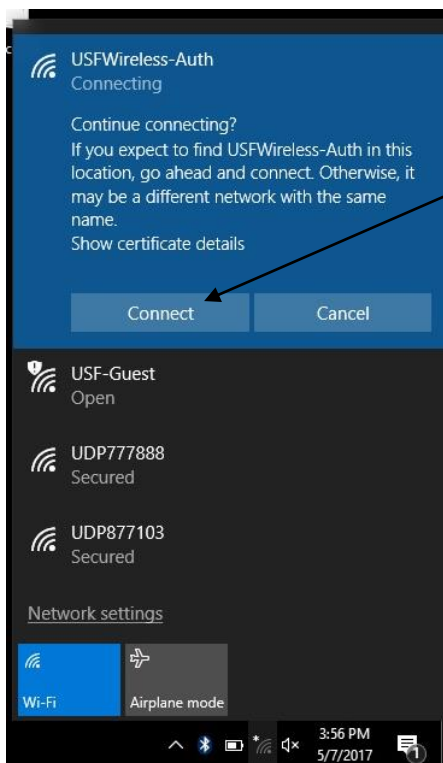 USFWireless-Auth
Connecting
Continue connecting?
If you expect to find USFWireless-Auth in this
location, go ahead and connect. Otherwise, it
may be a different network with the same
name.
Show certificate details
Connect
Cancel
USF-Guest
Open
UDP777888
Secured
UDP877103
Secured
Network settings
Wi-Fi
Airplane mode
3:56 PM
5/7/2017
1